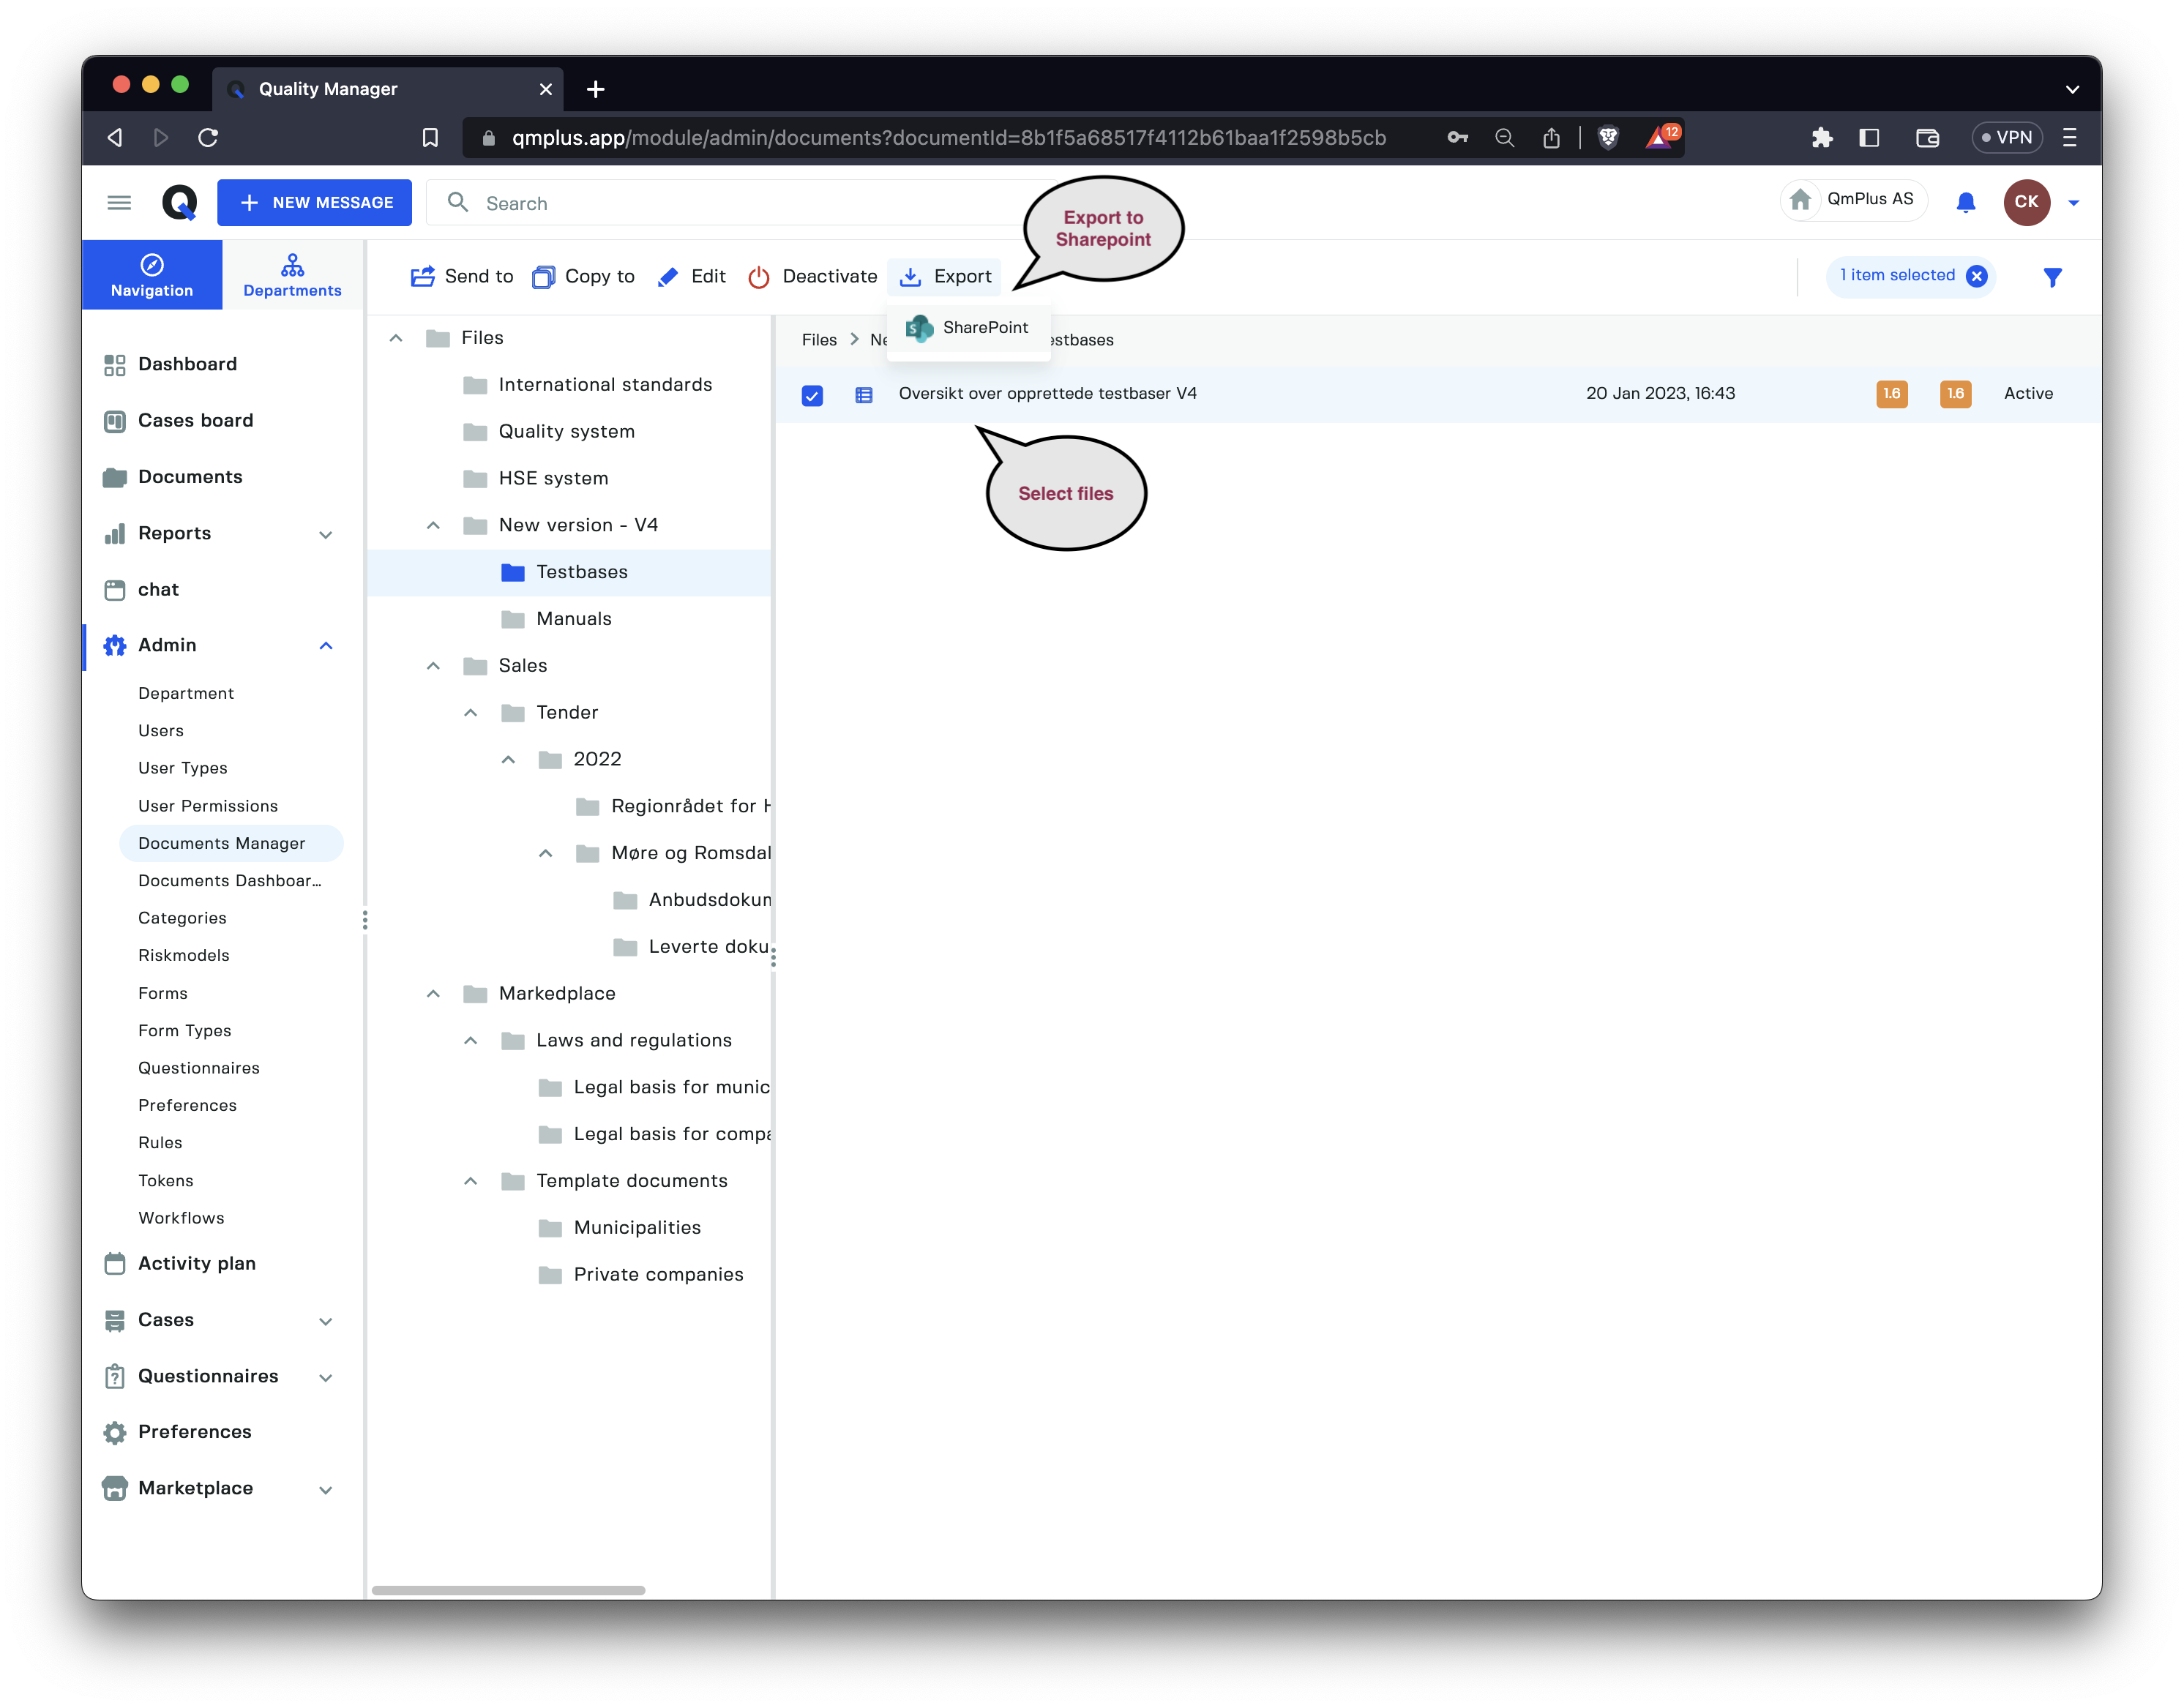 Quality Manager
qmplus.app/module/admin/documents?documentId=8b1f5a68517f4112b61baa1f2598b5cb
12
VPN
NEW MESSAGE
Search
QmPlus AS
CK
Export to
Sharepoint
Navigation
Departments
Send to
Copy to
Edit
Deactivate
Export
1 item selected
SharePoint
Dashboard
Cases board
Documents
Reports
chat
Admin
Department
Users
User Types
User Permissions
Documents Manager
Documents Dashboar...
Categories
Riskmodels
Forms
Form Types
Questionnaires
Preferences
Rules
Tokens
Workflows
Activity plan
Cases
Questionnaires
Preferences
Marketplace
Files
International standards
Quality system
HSE system
New version - V4
Testbases
Manuals
Sales
Tender
2022
Regionrådet for H
Møre og Romsdal
Anbudsdokum
Leverte doku
Markedplace
Laws and regulations
Legal basis for munic
Legal basis for compa
Template documents
Municipalities
Private companies
Files > Ne estbases
Oversikt over opprettede testbaser V4 20 Jan 2023, 16:43 1.6 1.6 Active
Select files